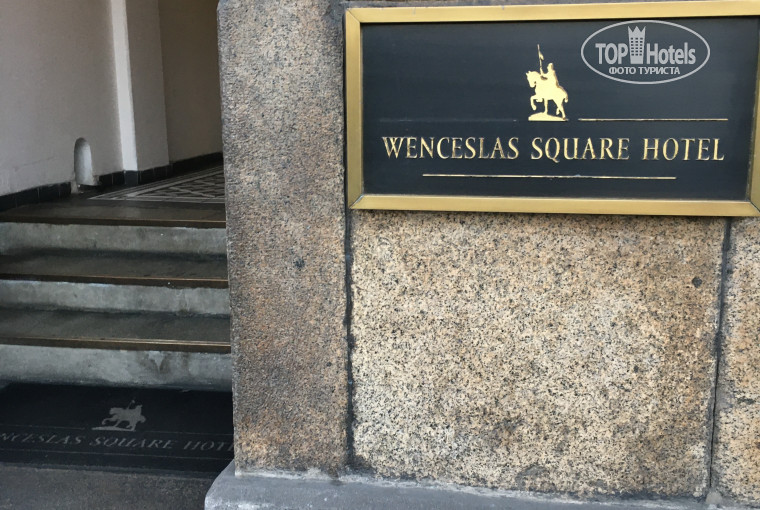 TOP Hotels
ФОТО ТУРИСТА
WENCESLAS SQUARE HOTEL
NCESLAS SQUARE HOTE